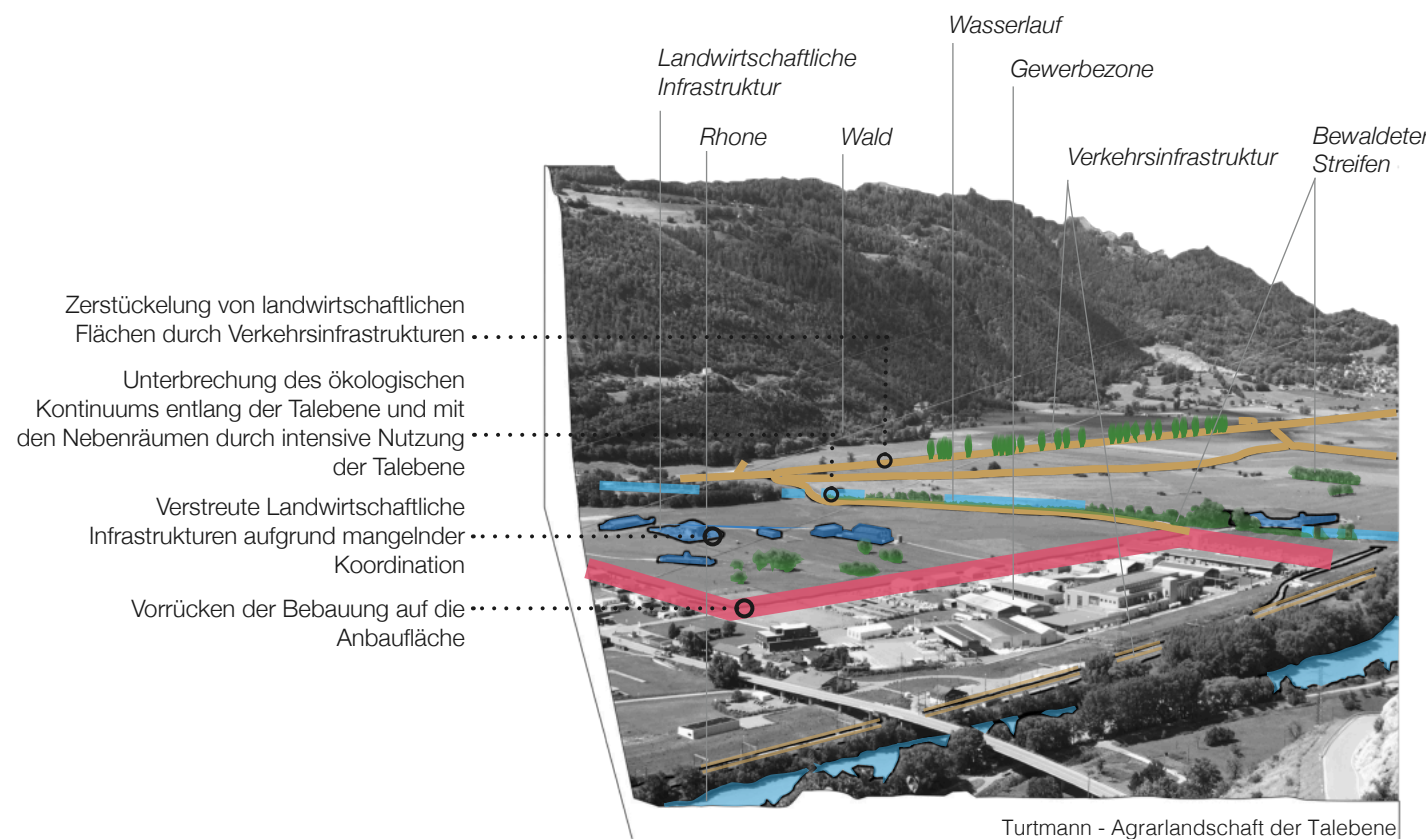 Wasserlauf
Landwirtschaftliche
Infrastruktur
Gewerbezone
Rhone
Wald
Verkehrsinfrastruktur
Bewaldeter
Streifen
Zerstückelung von landwirtschaftlichen
Flächen durch Verkehrsinfrastrukturen
Unterbrechung des ökologischen
Kontinuums entlang der Talebene und mit
den Nebenräumen durch intensive Nutzung
der Talebene
Verstreute Landwirtschaftliche
Infrastrukturen aufgrund mangelnder
Koordination
Vorrücken der Bebauung auf die
Anbaufläche
Turtmann - Agrarlandschaft der Talebene